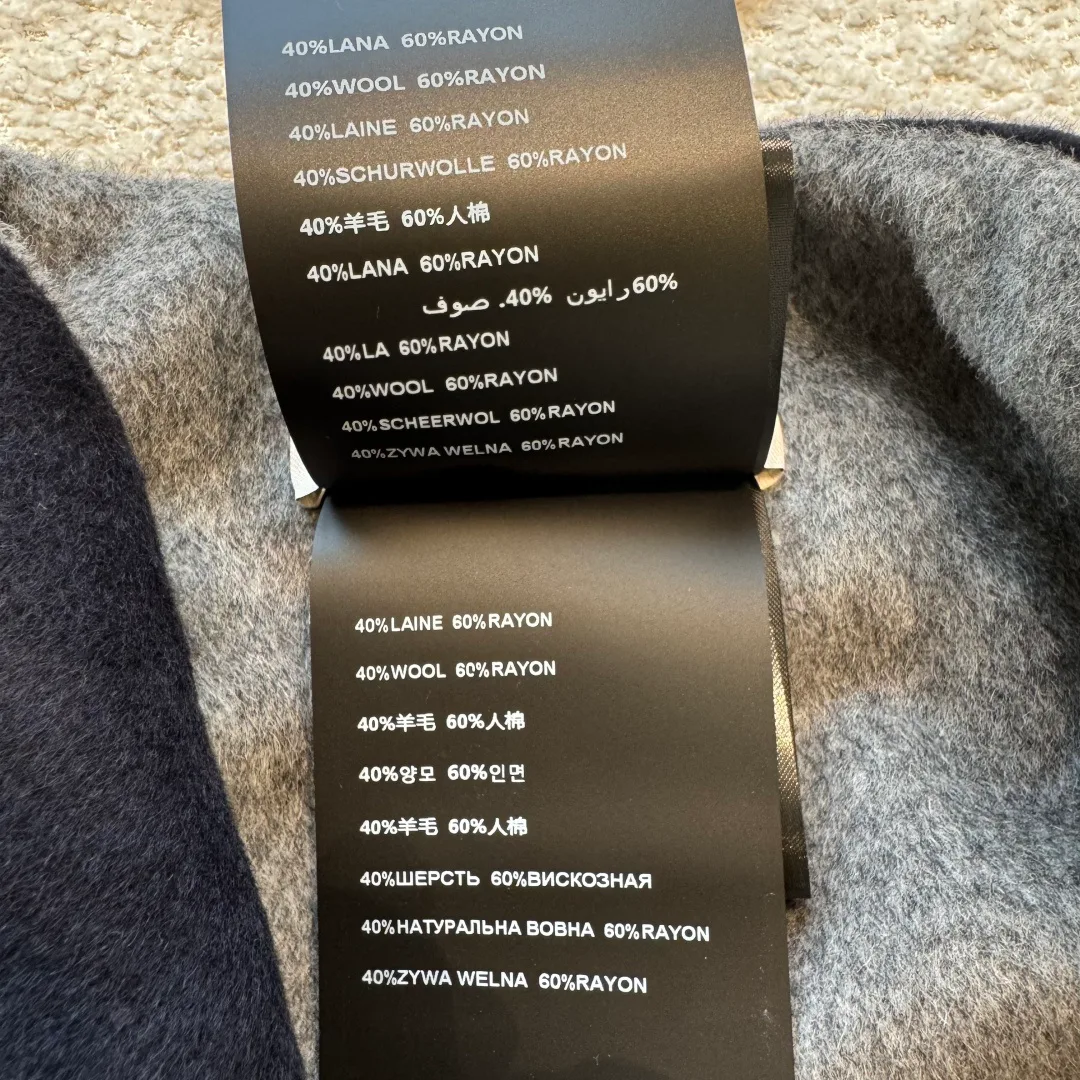 40%LANA 60%RAYON
40%WOOL 60%RAYON
40%LAINE 60%RAYON
40%SCHURWOLLE 60%RAYON
40%羊毛 60%人棉
40%LANA 60%RAYON
60%رايون 40%. صوف
40%LA 60%RAYON
40%WOOL 60%RAYON
40%SCHEERWOL 60%RAYON
40%ZYWA WELNA 60%RAYON
40%LAINE 60%RAYON
40%WOOL 60%RAYON
40%羊毛 60%人棉
40%양모 60%인면
40%羊毛 60%人棉
40%ШЕРСТЬ 60%ВИСКОЗНАЯ
40%НАТУРАЛЬНА ВОВНА 60%RAYON
40%ZYWA WELNA 60%RAYON